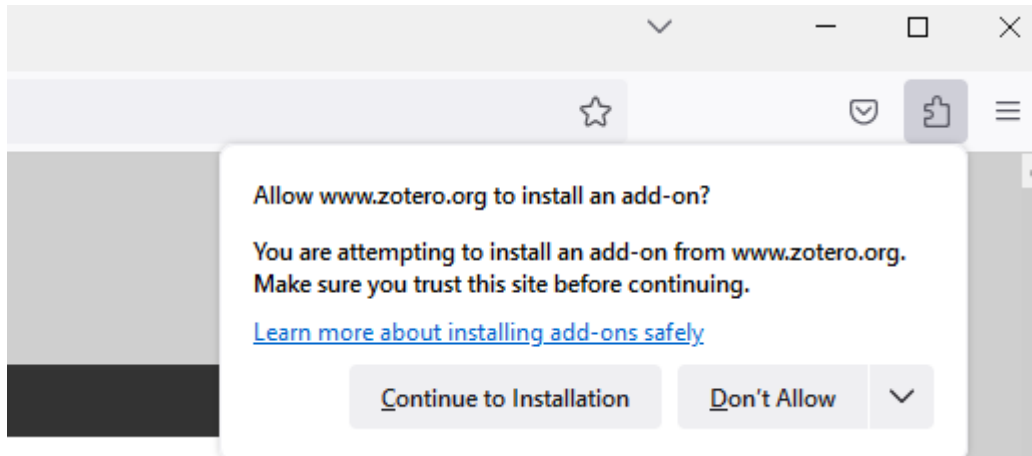 Allow www.zotero.org to install an add-on?
You are attempting to install an add-on from www.zotero.org.
Make sure you trust this site before continuing.
Learn more about installing add-ons safely
Continue to Installation Don't Allow